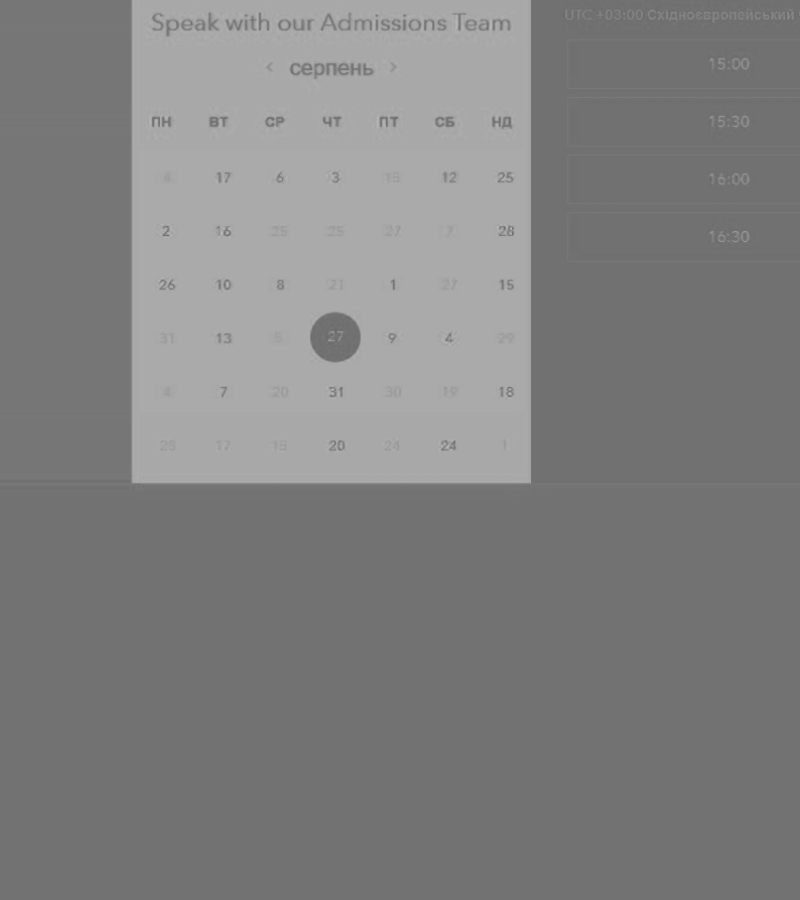 Speak with our Admissions Team
UTC +03:00 Східноєвропейський
< серпень >
15:00
ПН ВТ СР ЧТ ПТ СБ НД
15:30
17 6 3 18 12 25
16:00
2 16 25 25 27 7 28
16:30
26 10 8 21 1 27 15
31 13 27 9 4 29
4 7 20 31 30 19 18
28 17 15 20 24 24 1